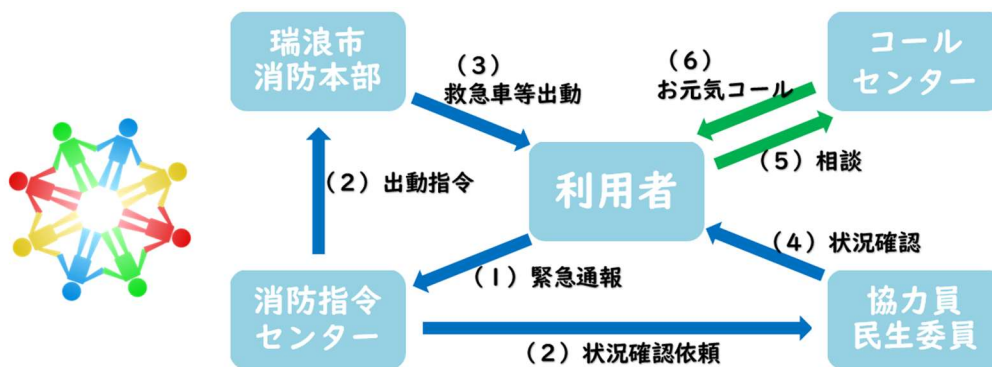 瑞浪市
消防本部
（３）
救急車等出動
（６）
お元気コール
コール
センター
（２）出動指令
利用者
（５）相談
（４）状況確認
（１）緊急通報
消防指令
センター
（２）状況確認依頼
協力員
民生委員